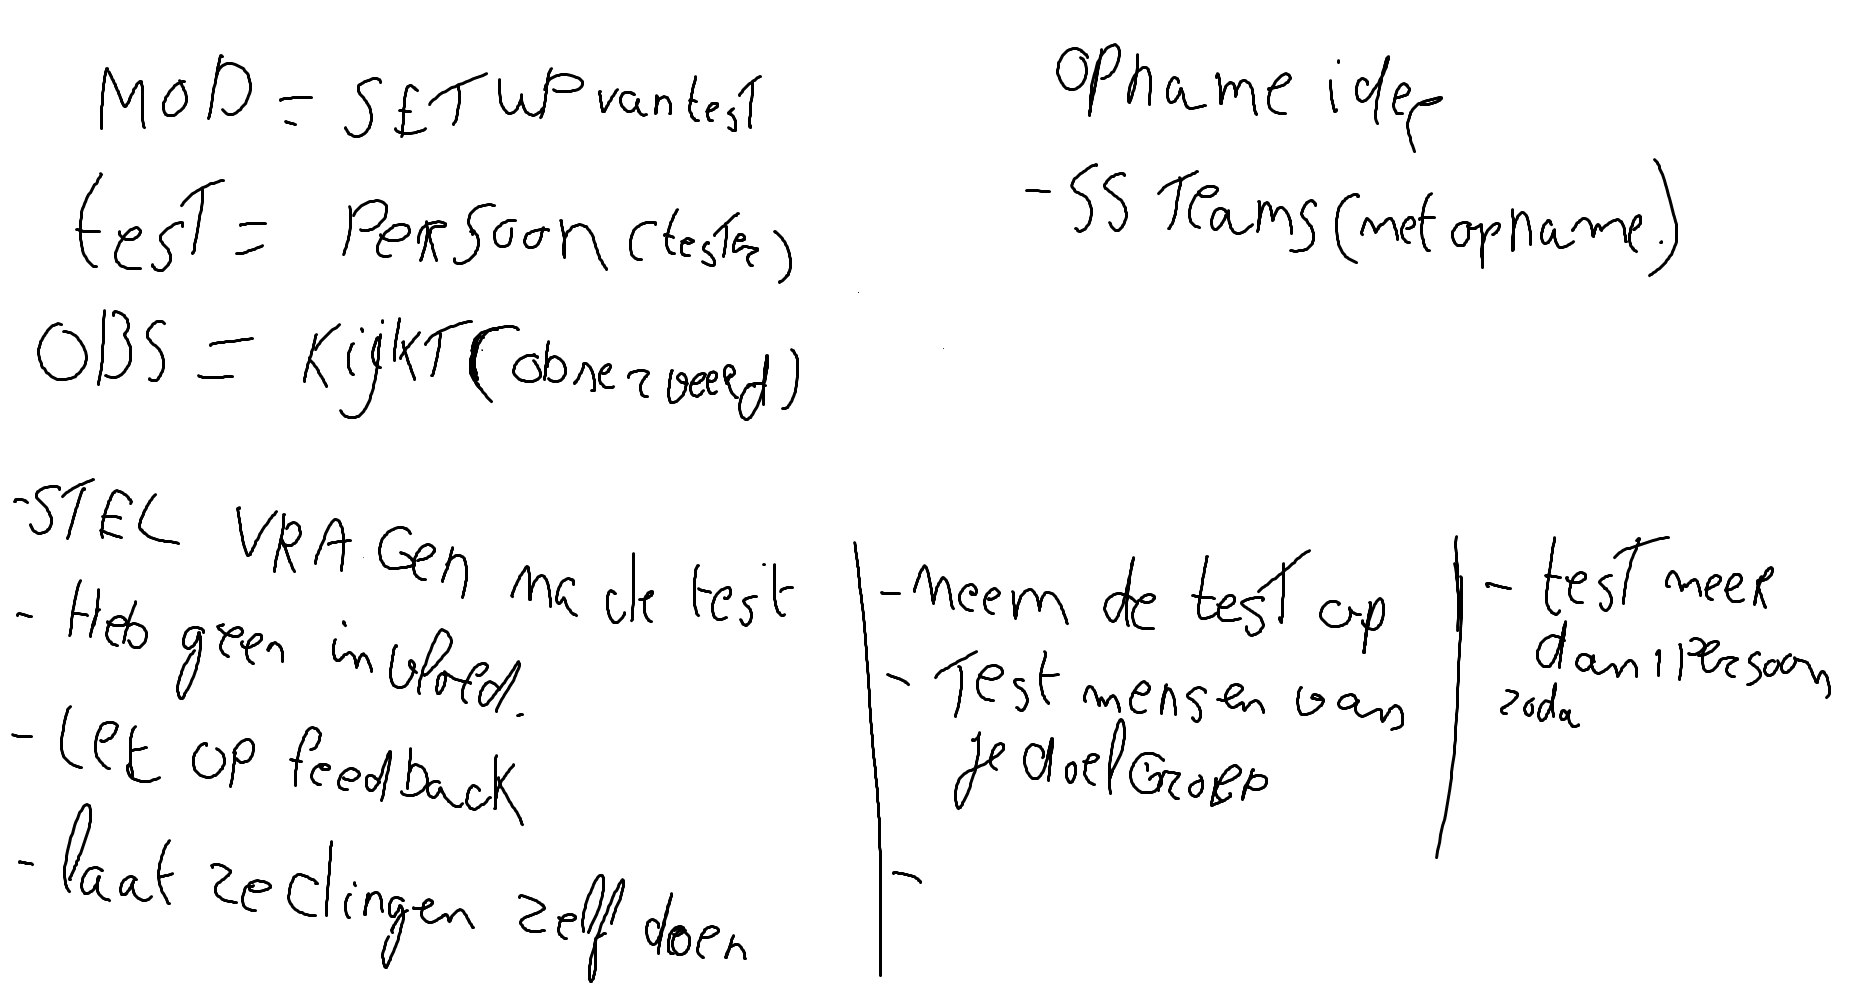 MOD = SETUP van test
test = Persoon (tester)
OBS = Kijkt (obnerveerd)
opname idee
- SS Teams (met opname.)
- STEL VRAGen na de test
- Heb geen invloed.
- Let op feedback
- laat ze dingen zelf doen
- neem de test op
- Test mensen van
je doelGroep
-
- test meer
dan 1 persoon
zoda